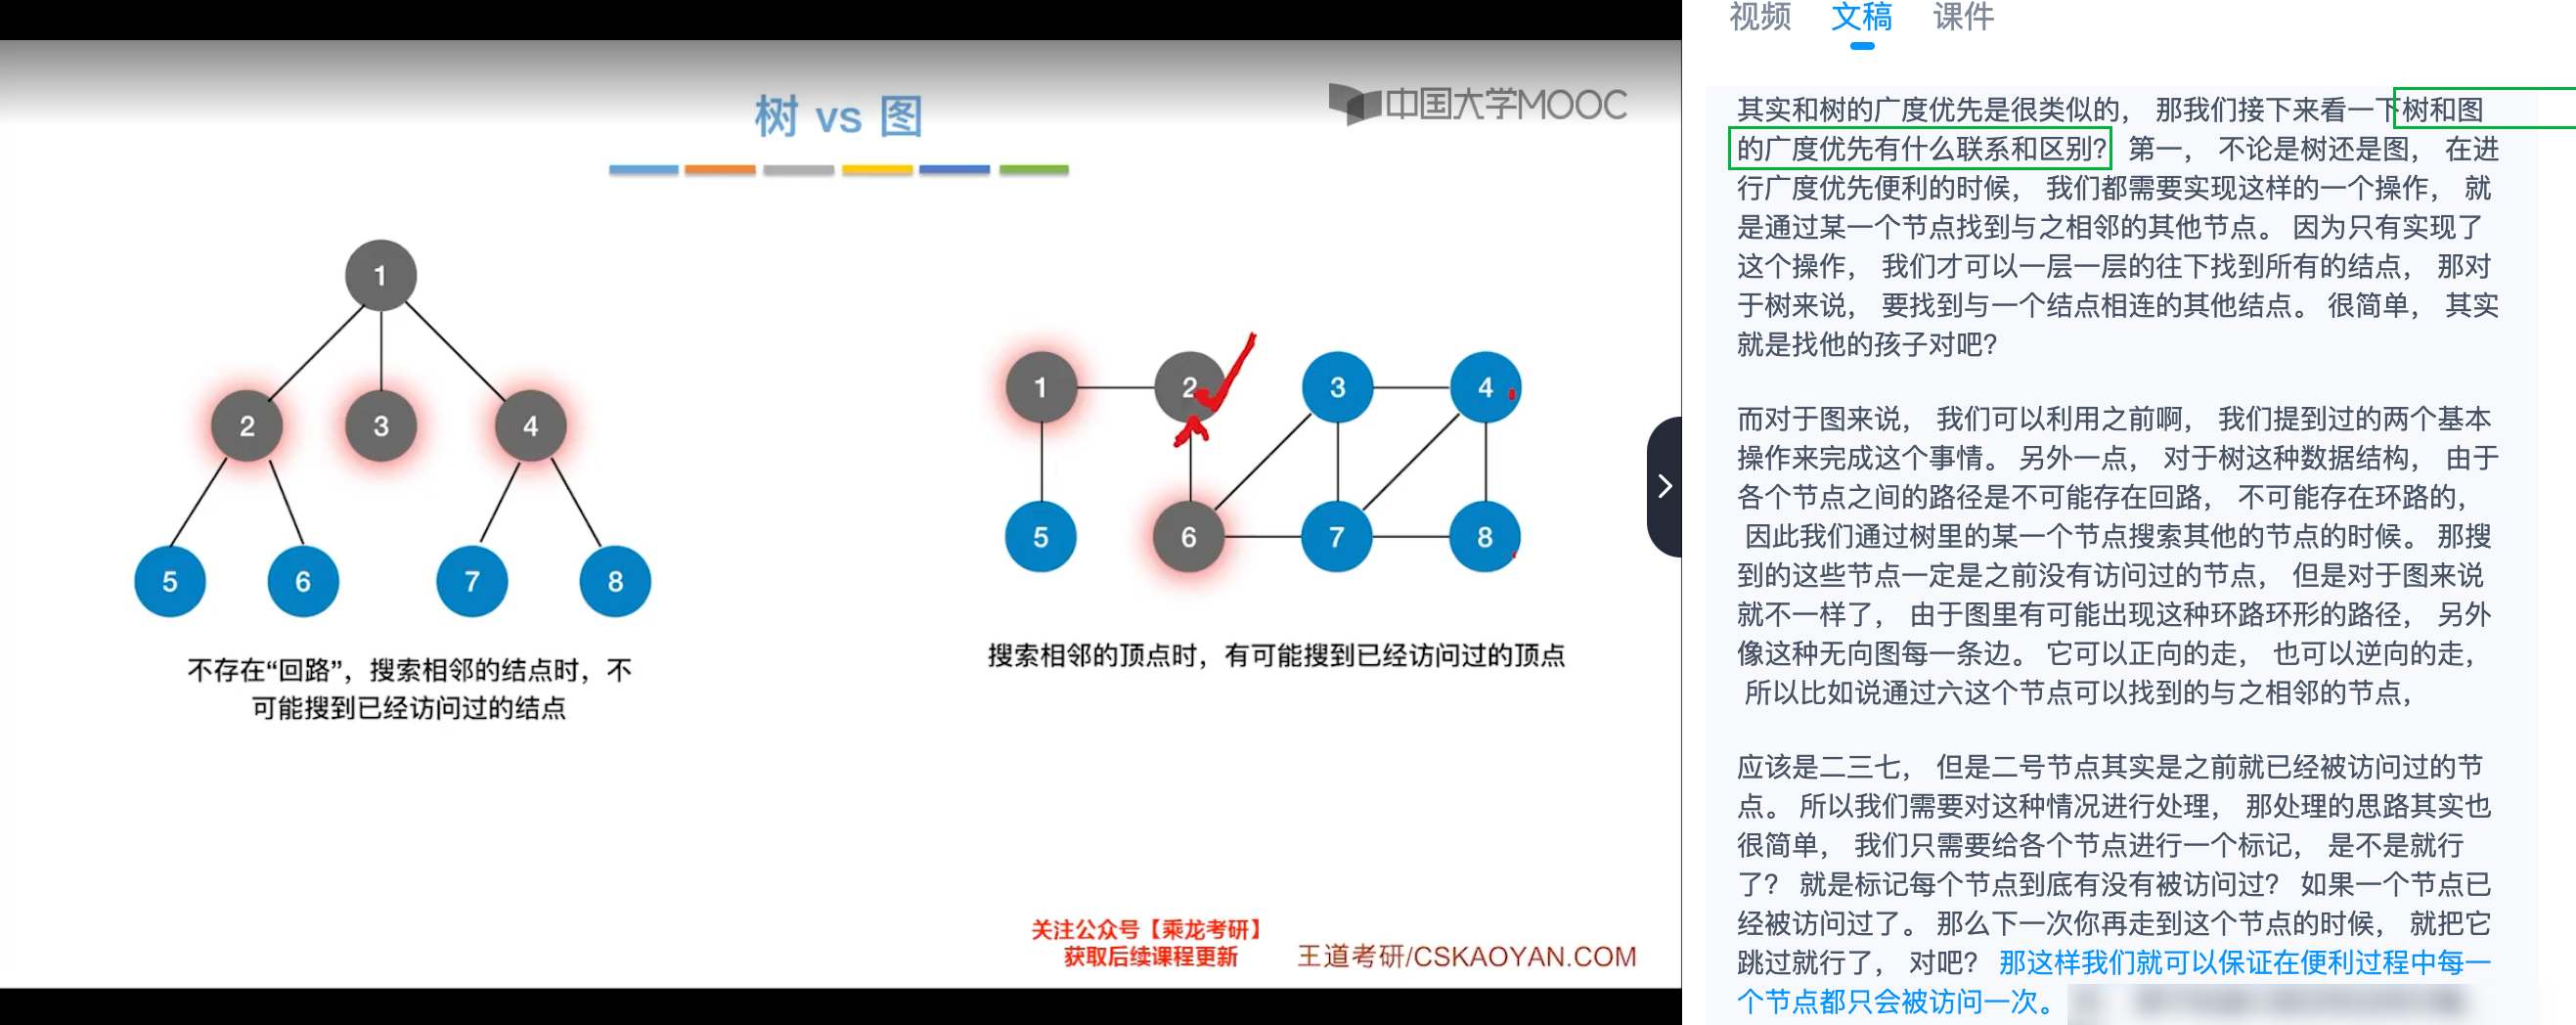 树 vs 图
中国大学MOOC
1
2
3
4
5
6
7
8
不存在“回路”，搜索相邻的结点时，不
可能搜到已经访问过的结点
1
2
3
4
5
6
7
8
搜索相邻的顶点时，有可能搜到已经访问过的顶点
关注公众号【乘龙考研】
获取后续课程更新
王道考研/CSKAOYAN.COM
视频 文稿 课件
其实和树的广度优先是很类似的， 那我们接下来看一下树和图
的广度优先有什么联系和区别？ 第一， 不论是树还是图， 在进
行广度优先便利的时候， 我们都需要实现这样的一个操作， 就
是通过某一个节点找到与之相邻的其他节点。 因为只有实现了
这个操作， 我们才可以一层一层的往下找到所有的结点， 那对
于树来说， 要找到与一个结点相连的其他结点。 很简单， 其实
就是找他的孩子对吧？
而对于图来说， 我们可以利用之前啊， 我们提到过的两个基本
操作来完成这个事情。 另外一点， 对于树这种数据结构， 由于
各个节点之间的路径是不可能存在回路， 不可能存在环路的，
因此我们通过树里的某一个节点搜索其他的节点的时候。 那搜
到的这些节点一定是之前没有访问过的节点， 但是对于图来说
就不一样了， 由于图里有可能出现这种环路环形的路径， 另外
像这种无向图每一条边。 它可以正向的走， 也可以逆向的走，
所以比如说通过六这个节点可以找到的与之相邻的节点，
应该是二三七， 但是二号节点其实是之前就已经被访问过的节
点。 所以我们需要对这种情况进行处理， 那处理的思路其实也
很简单， 我们只需要给各个节点进行一个标记， 是不是就行
了？ 就是标记每个节点到底有没有被访问过？ 如果一个节点已
经被访问过了。 那么下一次你再走到这个节点的时候， 就把它
跳过就行了， 对吧？ 那这样我们就可以保证在便利过程中每一
个节点都只会被访问一次。